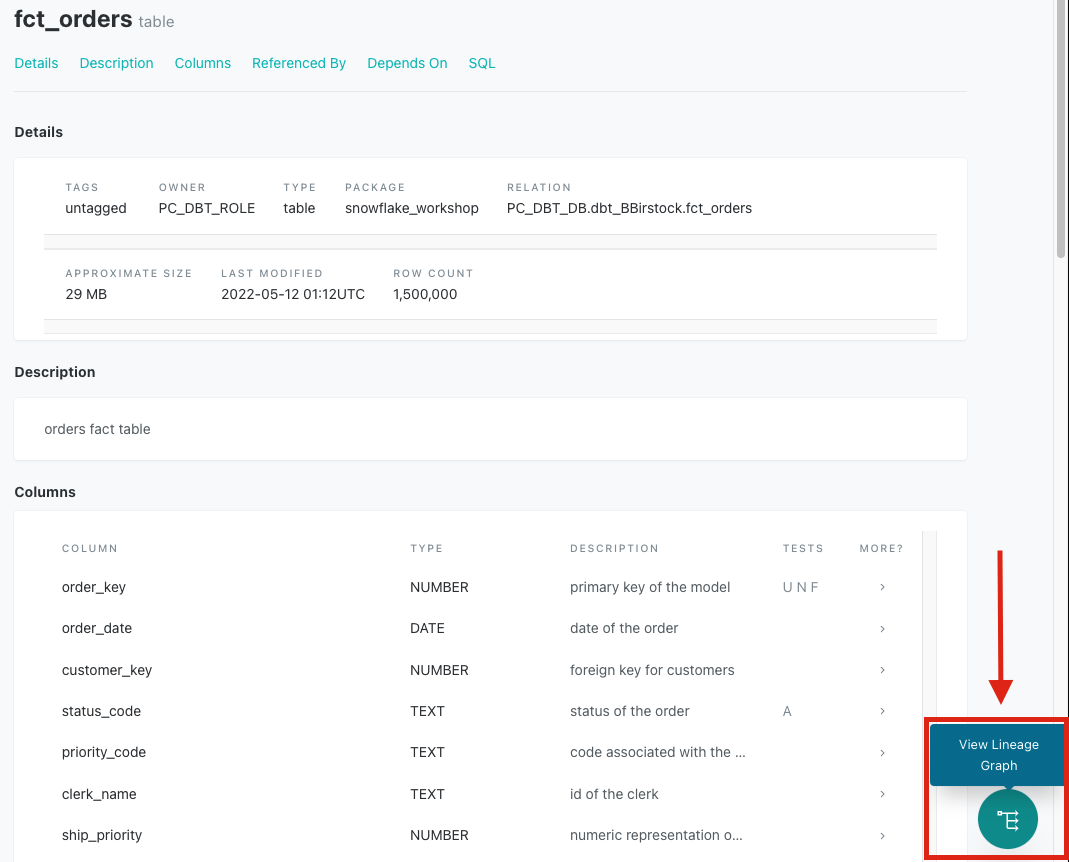 fct_orders table
Details Description Columns Referenced By Depends On SQL
Details
TAGS OWNER TYPE PACKAGE RELATION
untagged PC_DBT_ROLE table snowflake_workshop PC_DBT_DB.dbt_BBirstock.fct_orders
APPROXIMATE SIZE LAST MODIFIED ROW COUNT
29 MB 2022-05-12 01:12UTC 1,500,000
Description
orders fact table
Columns
COLUMN TYPE DESCRIPTION TESTS MORE?
order_key NUMBER primary key of the model U N F >
order_date DATE date of the order >
customer_key NUMBER foreign key for customers >
status_code TEXT status of the order A >
priority_code TEXT code associated with the ... >
clerk_name TEXT id of the clerk >
ship_priority NUMBER numeric representation o... >
View Lineage
Graph